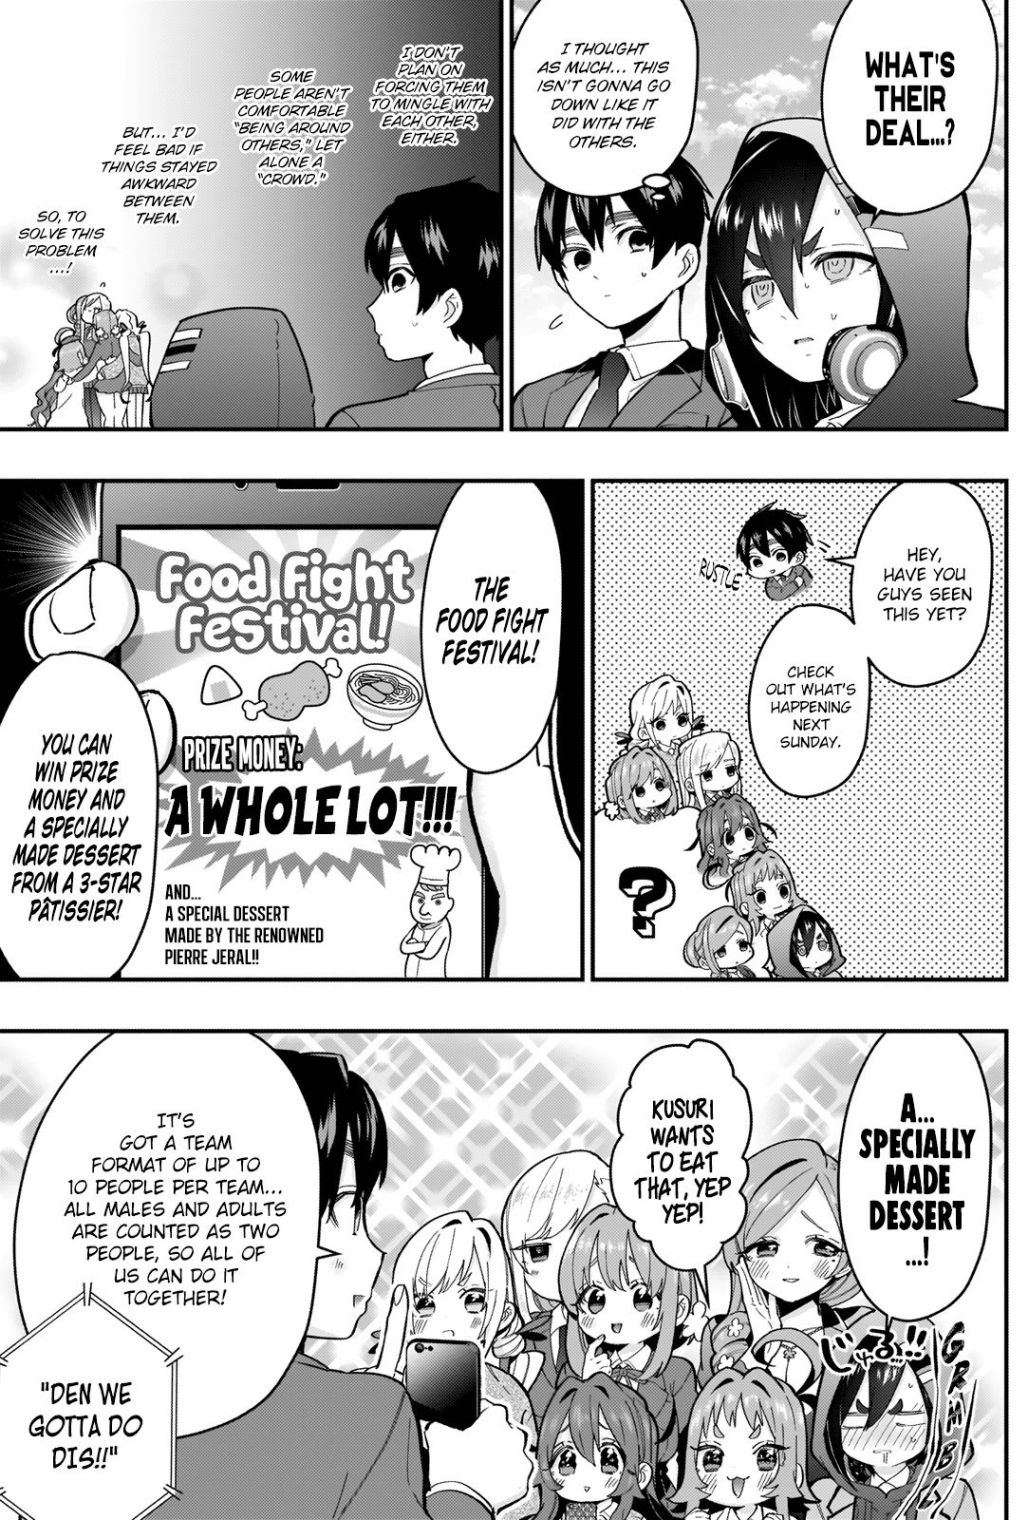 WHAT'S
THEIR
DEAL...?
I THOUGHT
AS MUCH... THIS
ISN'T GONNA GO
DOWN LIKE IT
DID WITH THE
OTHERS.
I DON'T
PLAN ON
FORCING THEM
TO MINGLE WITH
EACH OTHER,
EITHER.
SOME
PEOPLE AREN'T
COMFORTABLE
"BEING AROUND
OTHERS," LET
ALONE A
"CROWD."
BUT... I'D
FEEL BAD IF
THINGS STAYED
AWKWARD
BETWEEN
THEM.
SO, TO
SOLVE THIS
PROBLEM
...!
HEY,
HAVE YOU
GUYS SEEN
THIS YET?
RUSTLE
CHECK
OUT WHAT'S
HAPPENING
NEXT
SUNDAY.
?
THE
FOOD FIGHT
FESTIVAL!
Food Fight
Festival!
PRIZE MONEY:
A WHOLE LOT!!!
AND...
A SPECIAL DESSERT
MADE BY THE RENOWNED
PIERRE JERAL!!
YOU CAN
WIN PRIZE
MONEY AND
A SPECIALLY
MADE DESSERT
FROM A 3-STAR
PÂTISSIER!
A...
SPECIALLY
MADE
DESSERT
...!
KUSURI
WANTS
TO EAT
THAT, YEP
YEP!
じゅるっ!!
GRMBL
IT'S
GOT A TEAM
FORMAT OF UP TO
10 PEOPLE PER TEAM...
ALL MALES AND ADULTS
ARE COUNTED AS TWO
PEOPLE, SO ALL OF
US CAN DO IT
TOGETHER!
"DEN WE
GOTTA DO
DIS!!"